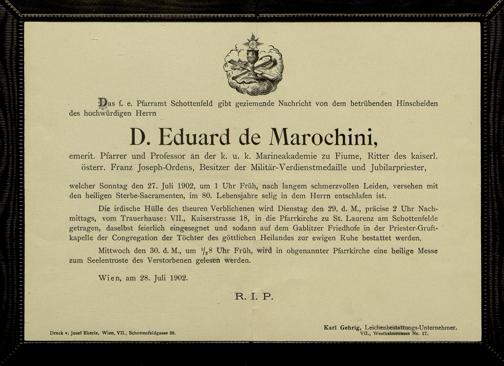 Das f. e. Pfarramt Schottenfeld gibt geziemende Nachricht von dem betrübenden Hinscheiden
des hochwürdigen Herrn
D. Eduard de Marochini,
emerit. Pfarrer und Professor an der k. u. k. Marineakademie zu Fiume, Ritter des kaiserl.
österr. Franz Joseph-Ordens, Besitzer der Militär-Verdienstmedaille und Jubilarpriester,
welcher Sonntag den 27. Juli 1902, um 1 Uhr Früh, nach langem schmerzvollen Leiden, versehen mit
den heiligen Sterbe-Sacramenten, im 80. Lebensjahre selig in dem Herrn entschlafen ist.
Die irdische Hülle des theuren Verblichenen wird Dienstag den 29. d. M., präcise 2 Uhr Nach-
mittags, vom Trauerhause: VII., Kaiserstrasse 18, in die Pfarrkirche zu St. Laurenz am Schottenfelde
getragen, daselbst feierlich eingesegnet und sodann auf dem Gablitzer Friedhofe in der Priester-Gruft-
kapelle der Congregation der Töchter des göttlichen Heilandes zur ewigen Ruhe bestattet werden.
Mittwoch den 30. d. M., um ½8 Uhr Früh, wird in obgenannter Pfarrkirche eine heilige Messe
zum Seelentroste des Verstorbenen gelesen werden.
Wien, am 28. Juli 1902.
R. I. P.
Druck v. Josef Eberle, Wien, VII., Schottenfeldgasse 38.
Karl Gehrig, Leichenbestattungs-Unternehmer.
VII., Westbahnstrasse Nr. 17.